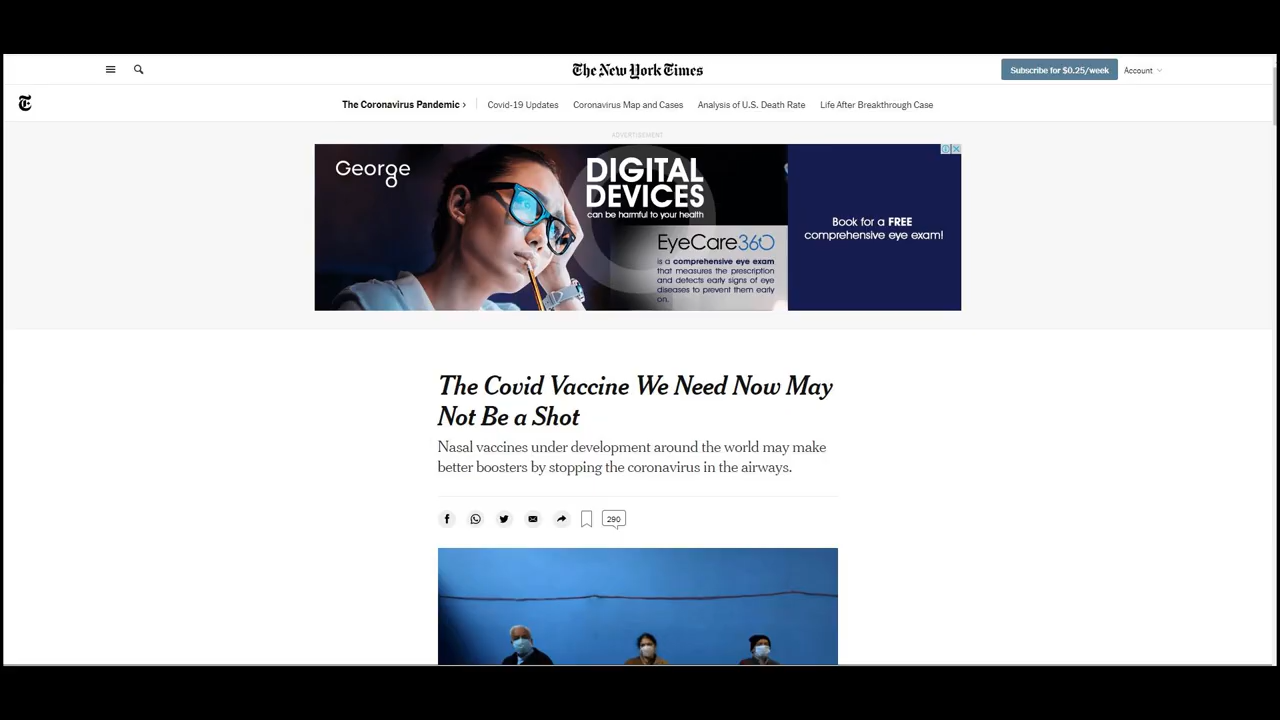 The New York Times
Subscribe for $0.25/week
Account
The Coronavirus Pandemic ›
Covid-19 Updates
Coronavirus Map and Cases
Analysis of U.S. Death Rate
Life After Breakthrough Case
ADVERTISEMENT
George
DIGITAL
DEVICES
can be harmful to your health
EyeCare360
is a comprehensive eye exam
that measures the prescription
and detects early signs of eye
diseases to prevent them early
on.
Book for a FREE
comprehensive eye exam!
The Covid Vaccine We Need Now May
Not Be a Shot
Nasal vaccines under development around the world may make
better boosters by stopping the coronavirus in the airways.
290